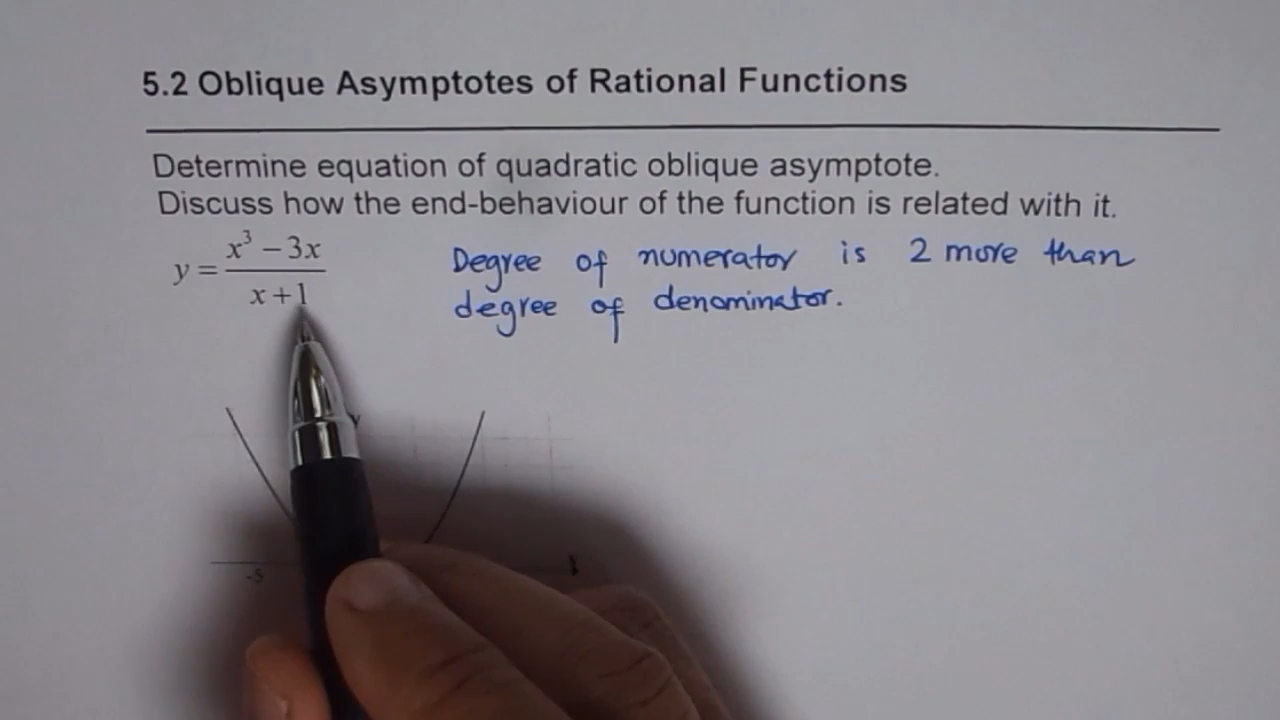 5.2 Oblique Asymptotes of Rational Functions
Determine equation of quadratic oblique asymptote.
Discuss how the end-behaviour of the function is related with it.
y = (x³ − 3x)/(x + 1)
Degree of numerator is 2 more than
degree of denominator.
y
-5 x